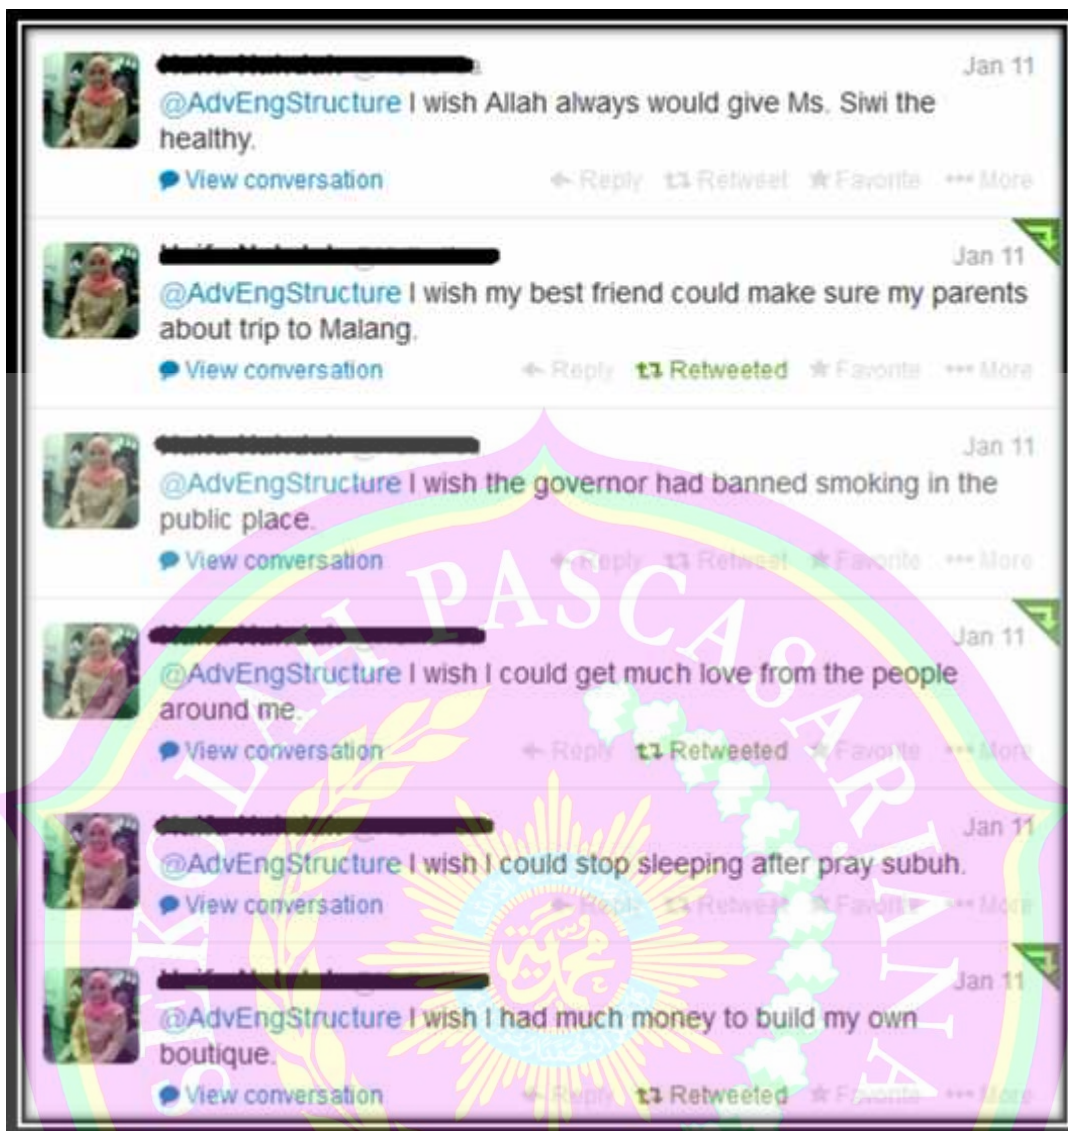 Jan 11
@AdvEngStructure I wish Allah always would give Ms. Siwi the
healthy.
View conversation Reply Retweet Favorite More
Jan 11
@AdvEngStructure I wish my best friend could make sure my parents
about trip to Malang.
View conversation Reply Retweeted Favorite More
Jan 11
@AdvEngStructure I wish the governor had banned smoking in the
public place.
View conversation Reply Retweet Favorite More
Jan 11
@AdvEngStructure I wish I could get much love from the people
around me.
View conversation Reply Retweeted Favorite More
Jan 11
@AdvEngStructure I wish I could stop sleeping after pray subuh.
View conversation Reply Retweet Favorite More
Jan 11
@AdvEngStructure I wish I had much money to build my own
boutique.
View conversation Reply Retweeted Favorite More
SEKOLAH PASCASARJANA